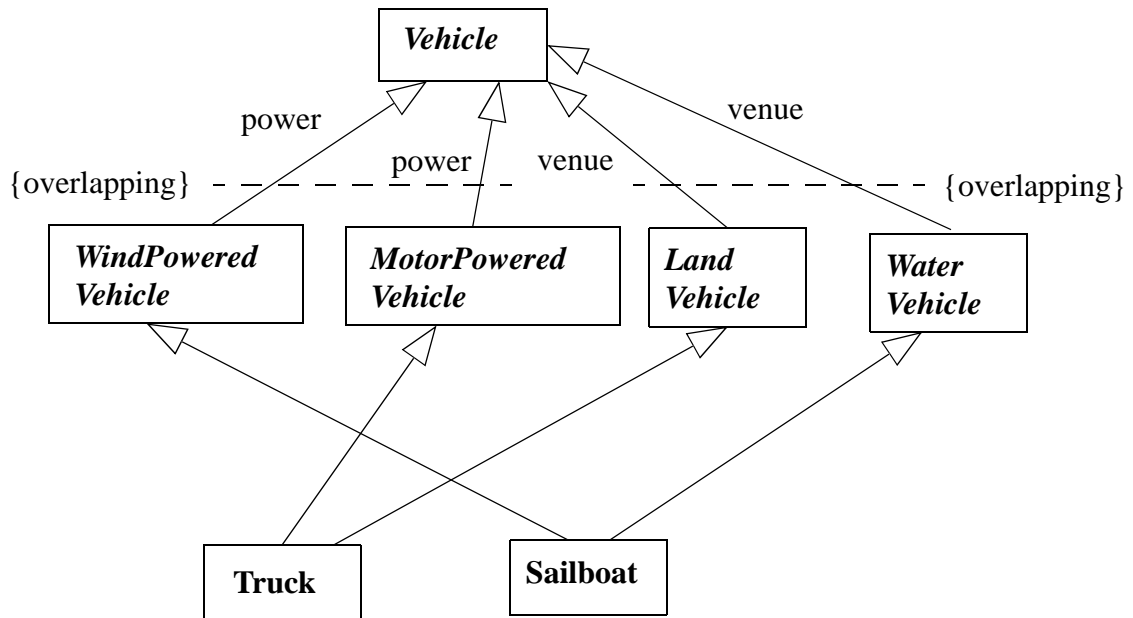 Vehicle
power
venue
power
venue
{overlapping}
{overlapping}
WindPowered
Vehicle
MotorPowered
Vehicle
Land
Vehicle
Water
Vehicle
Truck
Sailboat